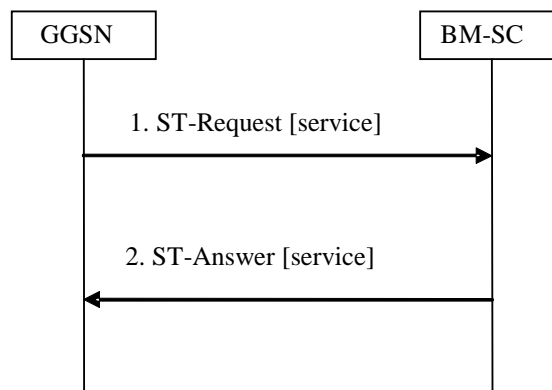 GGSN
BM-SC
1. ST-Request [service]
2. ST-Answer [service]